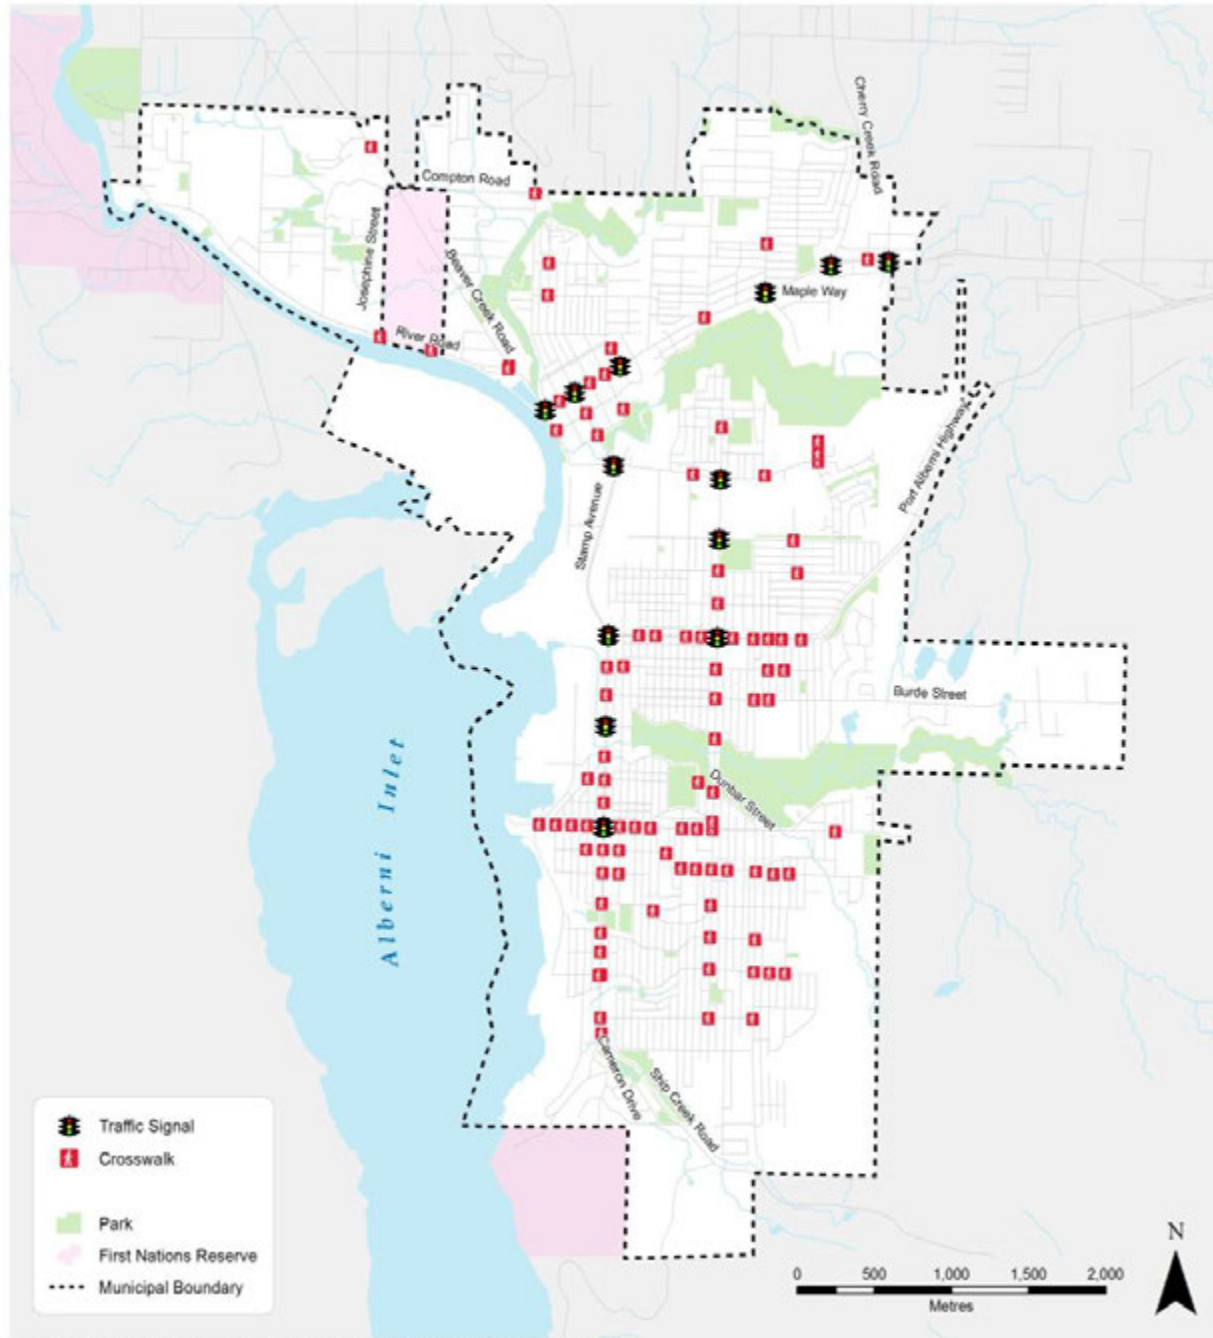 Cherry Creek Road
Compton Road
Josephine Street
Beaver Creek Road
Maple Way
River Road
Port Alberni Highway
Stamp Avenue
Burde Street
Dunbar Street
Alberni Inlet
Cameron Drive
Ship Creek Road
Traffic Signal
Crosswalk
Park
First Nations Reserve
Municipal Boundary
N
0 500 1,000 1,500 2,000
Metres